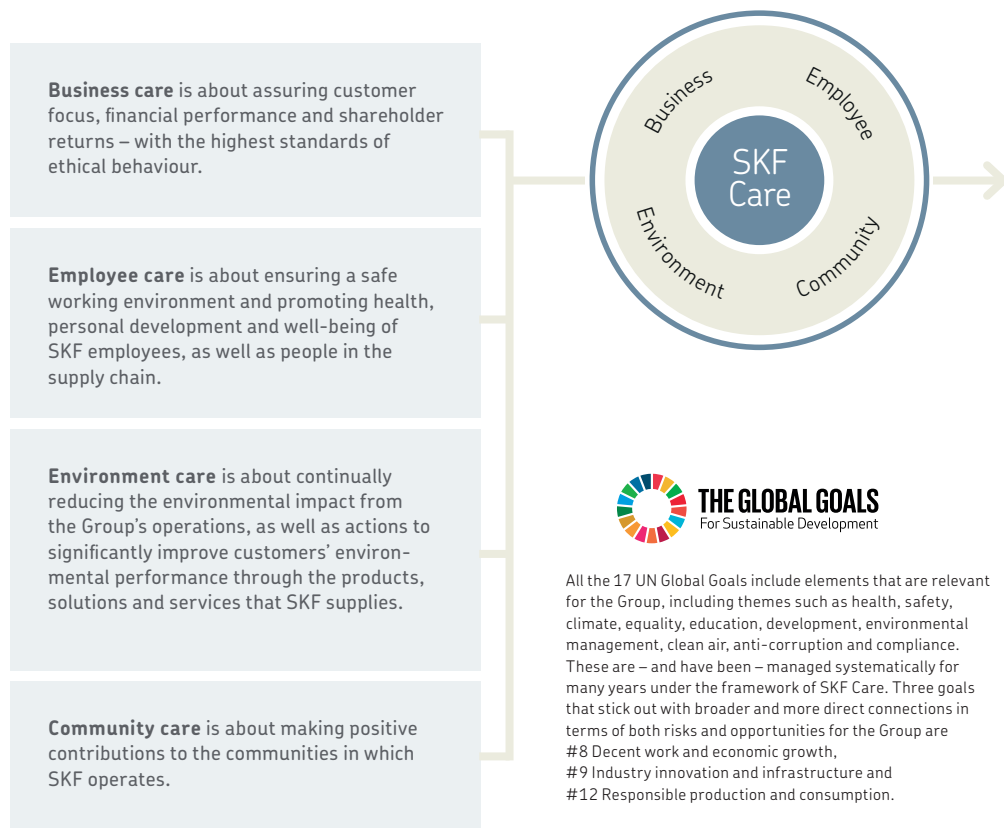 Business care is about assuring customer
focus, financial performance and shareholder
returns – with the highest standards of
ethical behaviour.
Employee care is about ensuring a safe
working environment and promoting health,
personal development and well-being of
SKF employees, as well as people in the
supply chain.
Environment care is about continually
reducing the environmental impact from
the Group's operations, as well as actions to
significantly improve customers' environ-
mental performance through the products,
solutions and services that SKF supplies.
Community care is about making positive
contributions to the communities in which
SKF operates.
Business
Employee
SKF
Care
Environment
Community
THE GLOBAL GOALS
For Sustainable Development
All the 17 UN Global Goals include elements that are relevant
for the Group, including themes such as health, safety,
climate, equality, education, development, environmental
management, clean air, anti-corruption and compliance.
These are – and have been – managed systematically for
many years under the framework of SKF Care. Three goals
that stick out with broader and more direct connections in
terms of both risks and opportunities for the Group are
#8 Decent work and economic growth,
#9 Industry innovation and infrastructure and
#12 Responsible production and consumption.